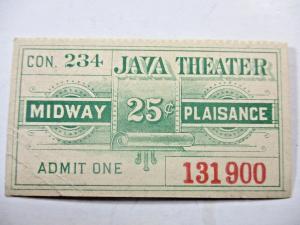 CON. 234 JAVA THEATER
MIDWAY 25¢ PLAISANCE
ADMIT ONE 131900